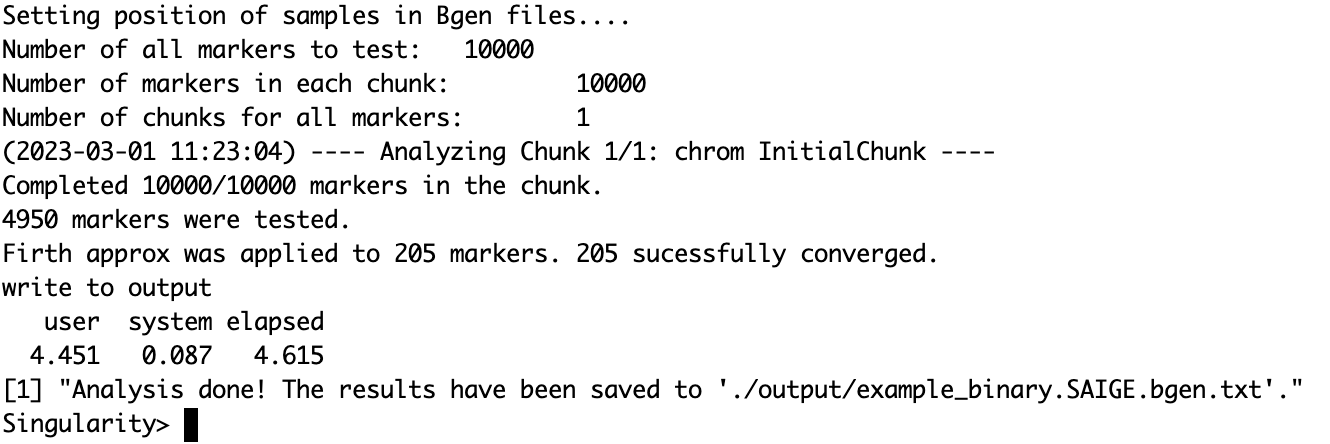 Setting position of samples in Bgen files....
Number of all markers to test:   10000
Number of markers in each chunk:         10000
Number of chunks for all markers:        1
(2023-03-01 11:23:04) ---- Analyzing Chunk 1/1: chrom InitialChunk ----
Completed 10000/10000 markers in the chunk.
4950 markers were tested.
Firth approx was applied to 205 markers. 205 sucessfully converged.
write to output
   user  system elapsed
  4.451   0.087   4.615
[1] "Analysis done! The results have been saved to './output/example_binary.SAIGE.bgen.txt'."
Singularity>